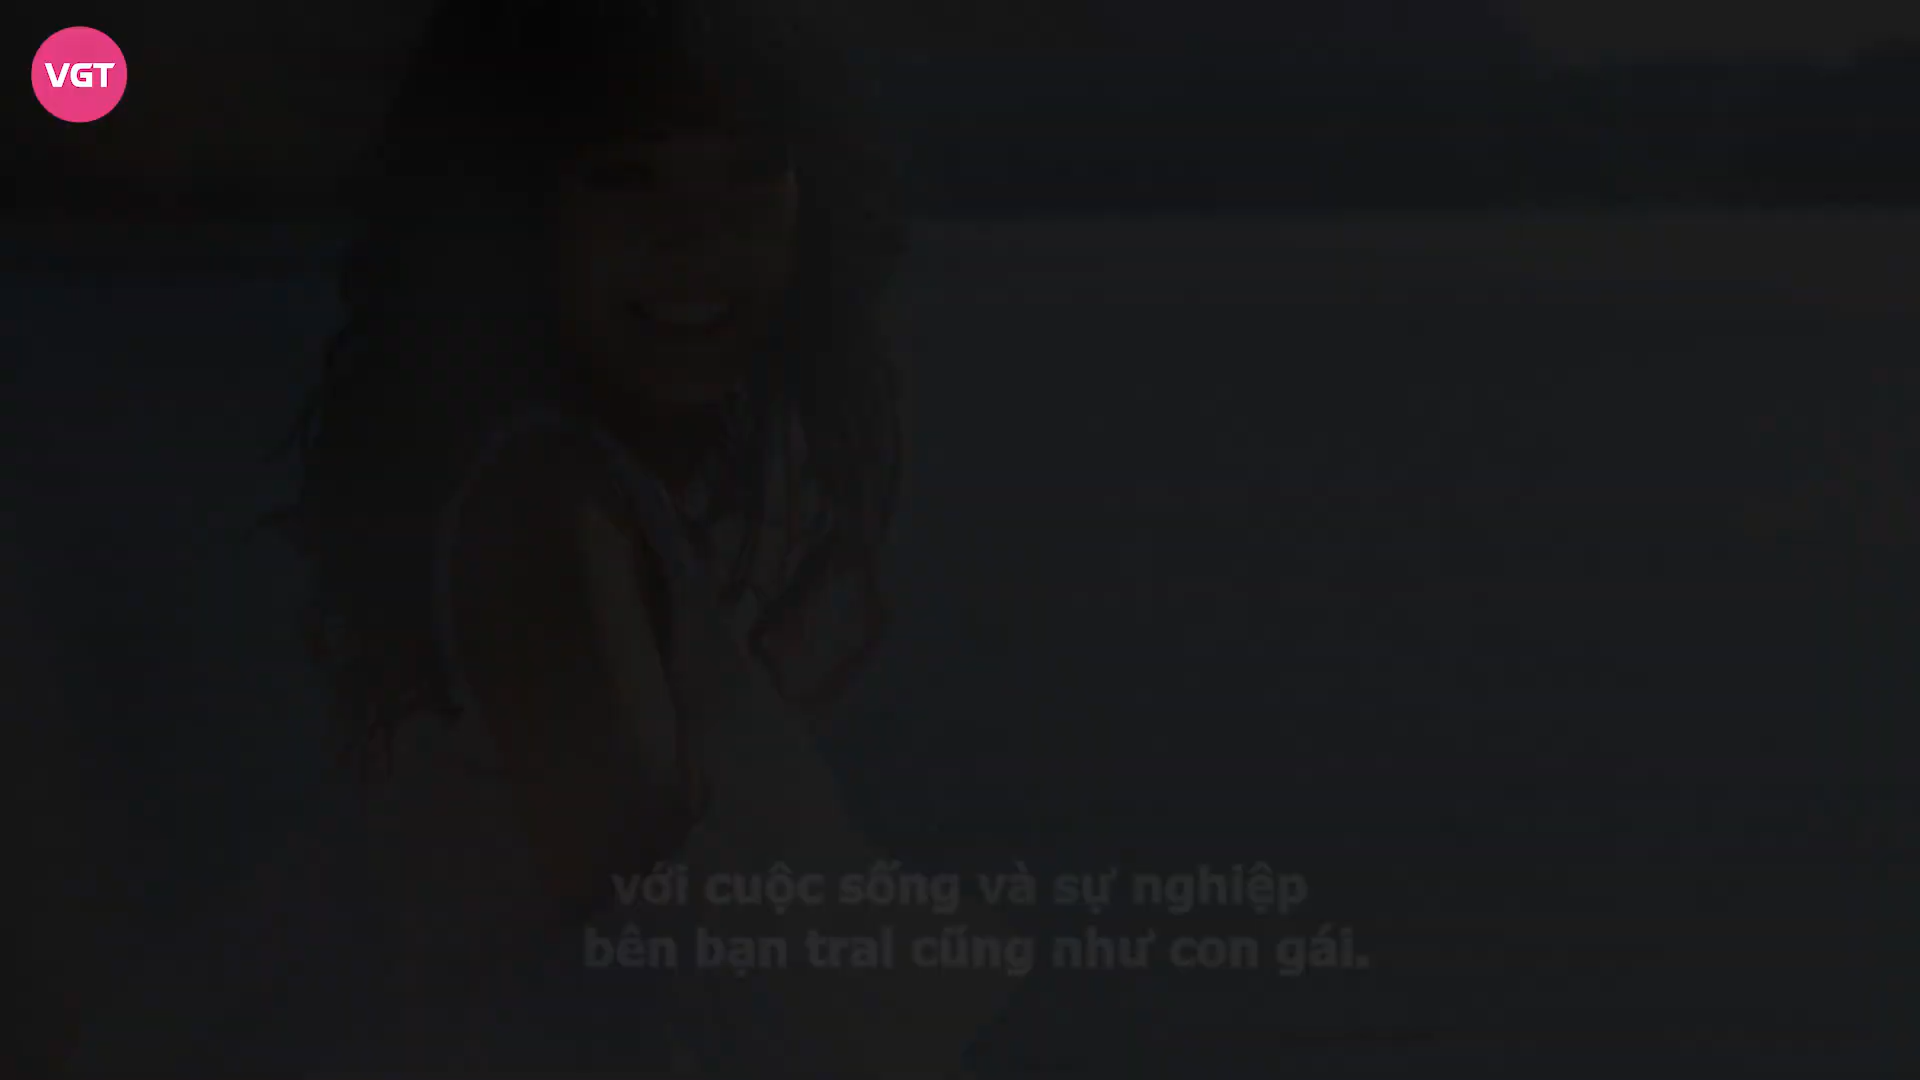 VGT
với cuộc sống và sự nghiệp
bên bạn trai cũng như con gái.